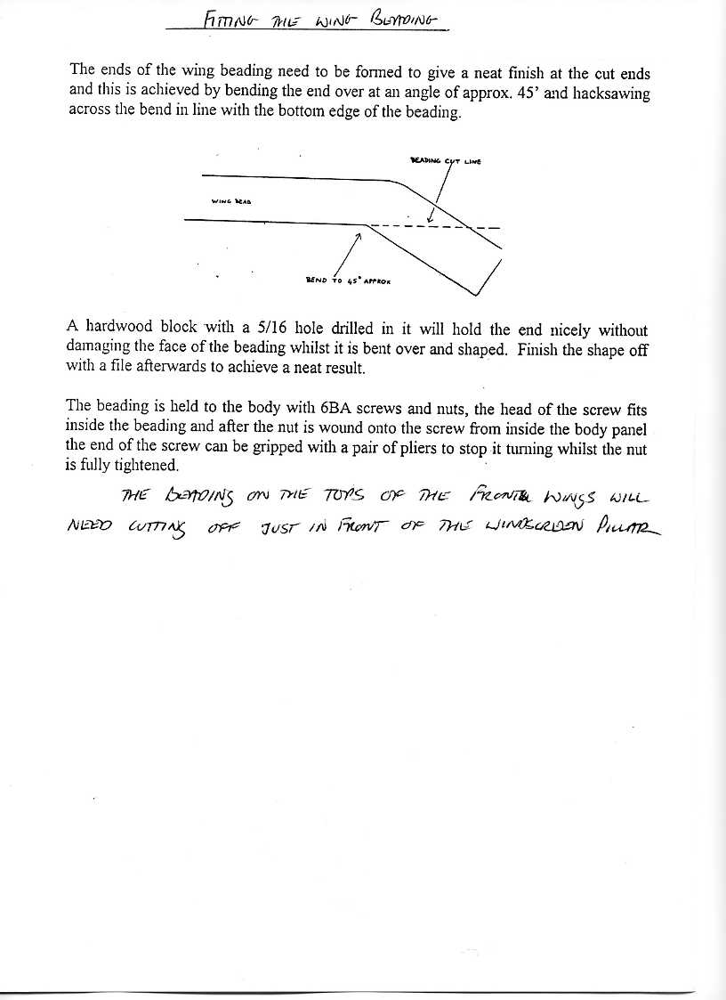 FITTING THE WING BEADING
The ends of the wing beading need to be formed to give a neat finish at the cut ends
and this is achieved by bending the end over at an angle of approx. 45' and hacksawing
across the bend in line with the bottom edge of the beading.
BEADING CUT LINE
WING BEAD
BEND TO 45° APPROX
A hardwood block with a 5/16 hole drilled in it will hold the end nicely without
damaging the face of the beading whilst it is bent over and shaped. Finish the shape off
with a file afterwards to achieve a neat result.
The beading is held to the body with 6BA screws and nuts, the head of the screw fits
inside the beading and after the nut is wound onto the screw from inside the body panel
the end of the screw can be gripped with a pair of pliers to stop it turning whilst the nut
is fully tightened.
THE BEADING ON THE TOPS OF THE FRONT WINGS WILL
NEED CUTTING OFF JUST IN FRONT OF THE WINDSCREEN PILLAR